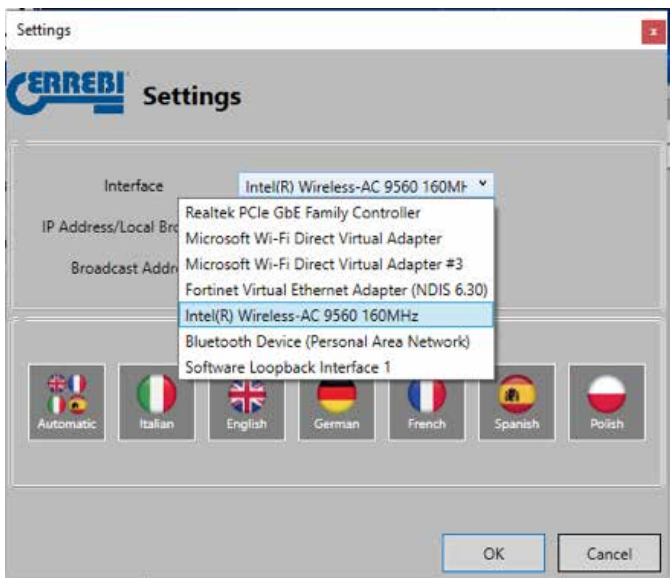 Settings
x
ERREBI
Settings
Interface
Intel(R) Wireless-AC 9560 160MH
IP Address/Local Bro
Broadcast Addr
Realtek PCIe GbE Family Controller
Microsoft Wi-Fi Direct Virtual Adapter
Microsoft Wi-Fi Direct Virtual Adapter #3
Fortinet Virtual Ethernet Adapter (NDIS 6.30)
Intel(R) Wireless-AC 9560 160MHz
Bluetooth Device (Personal Area Network)
Software Loopback Interface 1
Automatic
Italian
English
German
French
Spanish
Polish
OK
Cancel